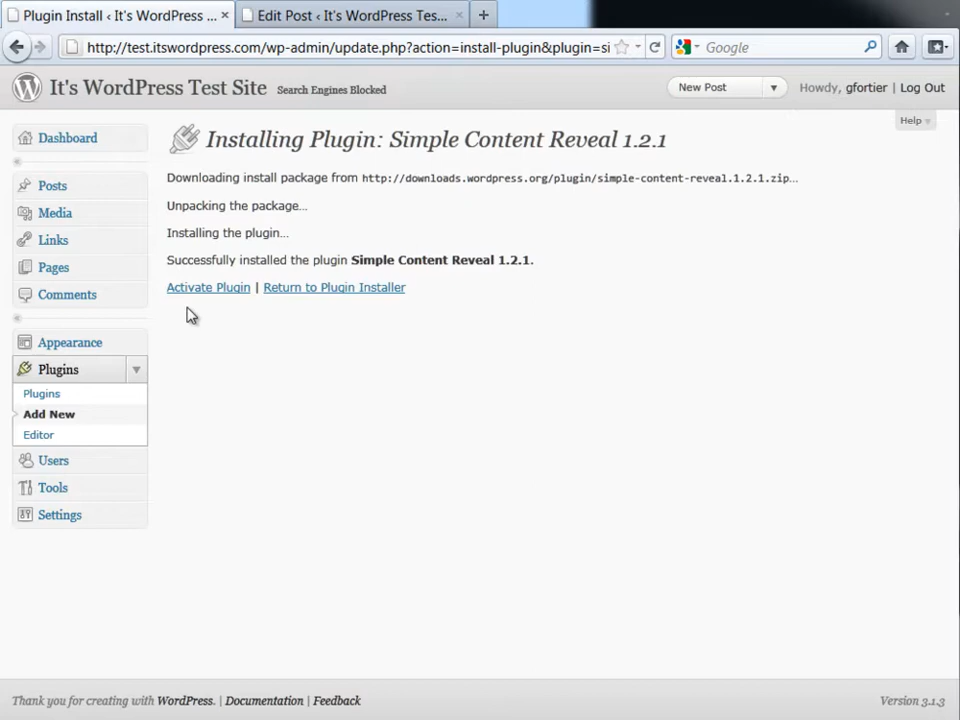 Plugin Install ‹ It's WordPress ... ×
Edit Post ‹ It's WordPress Tes... ×
http://test.itswordpress.com/wp-admin/update.php?action=install-plugin&plugin=si
Google
It's WordPress Test Site
Search Engines Blocked
New Post
Howdy, gfortier | Log Out
Help
Dashboard
Posts
Media
Links
Pages
Comments
Appearance
Plugins
Plugins
Add New
Editor
Users
Tools
Settings
Installing Plugin: Simple Content Reveal 1.2.1
Downloading install package from http://downloads.wordpress.org/plugin/simple-content-reveal.1.2.1.zip…
Unpacking the package…
Installing the plugin…
Successfully installed the plugin Simple Content Reveal 1.2.1.
Activate Plugin | Return to Plugin Installer
Thank you for creating with WordPress. | Documentation | Feedback
Version 3.1.3